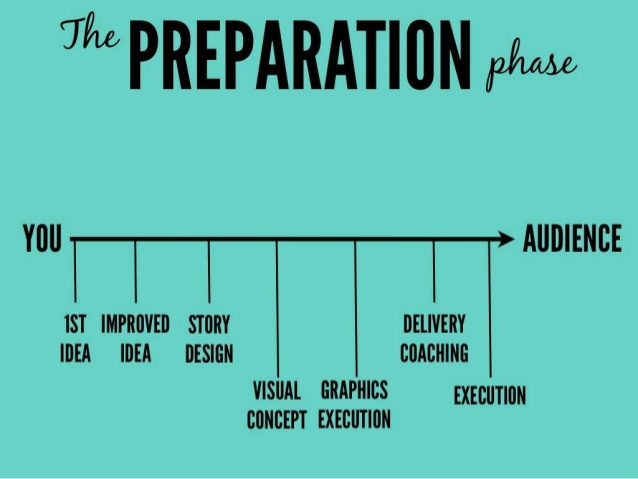 The PREPARATION phase
YOU AUDIENCE
1ST IDEA
IMPROVED IDEA
STORY DESIGN
VISUAL CONCEPT
GRAPHICS EXECUTION
DELIVERY COACHING
EXECUTION